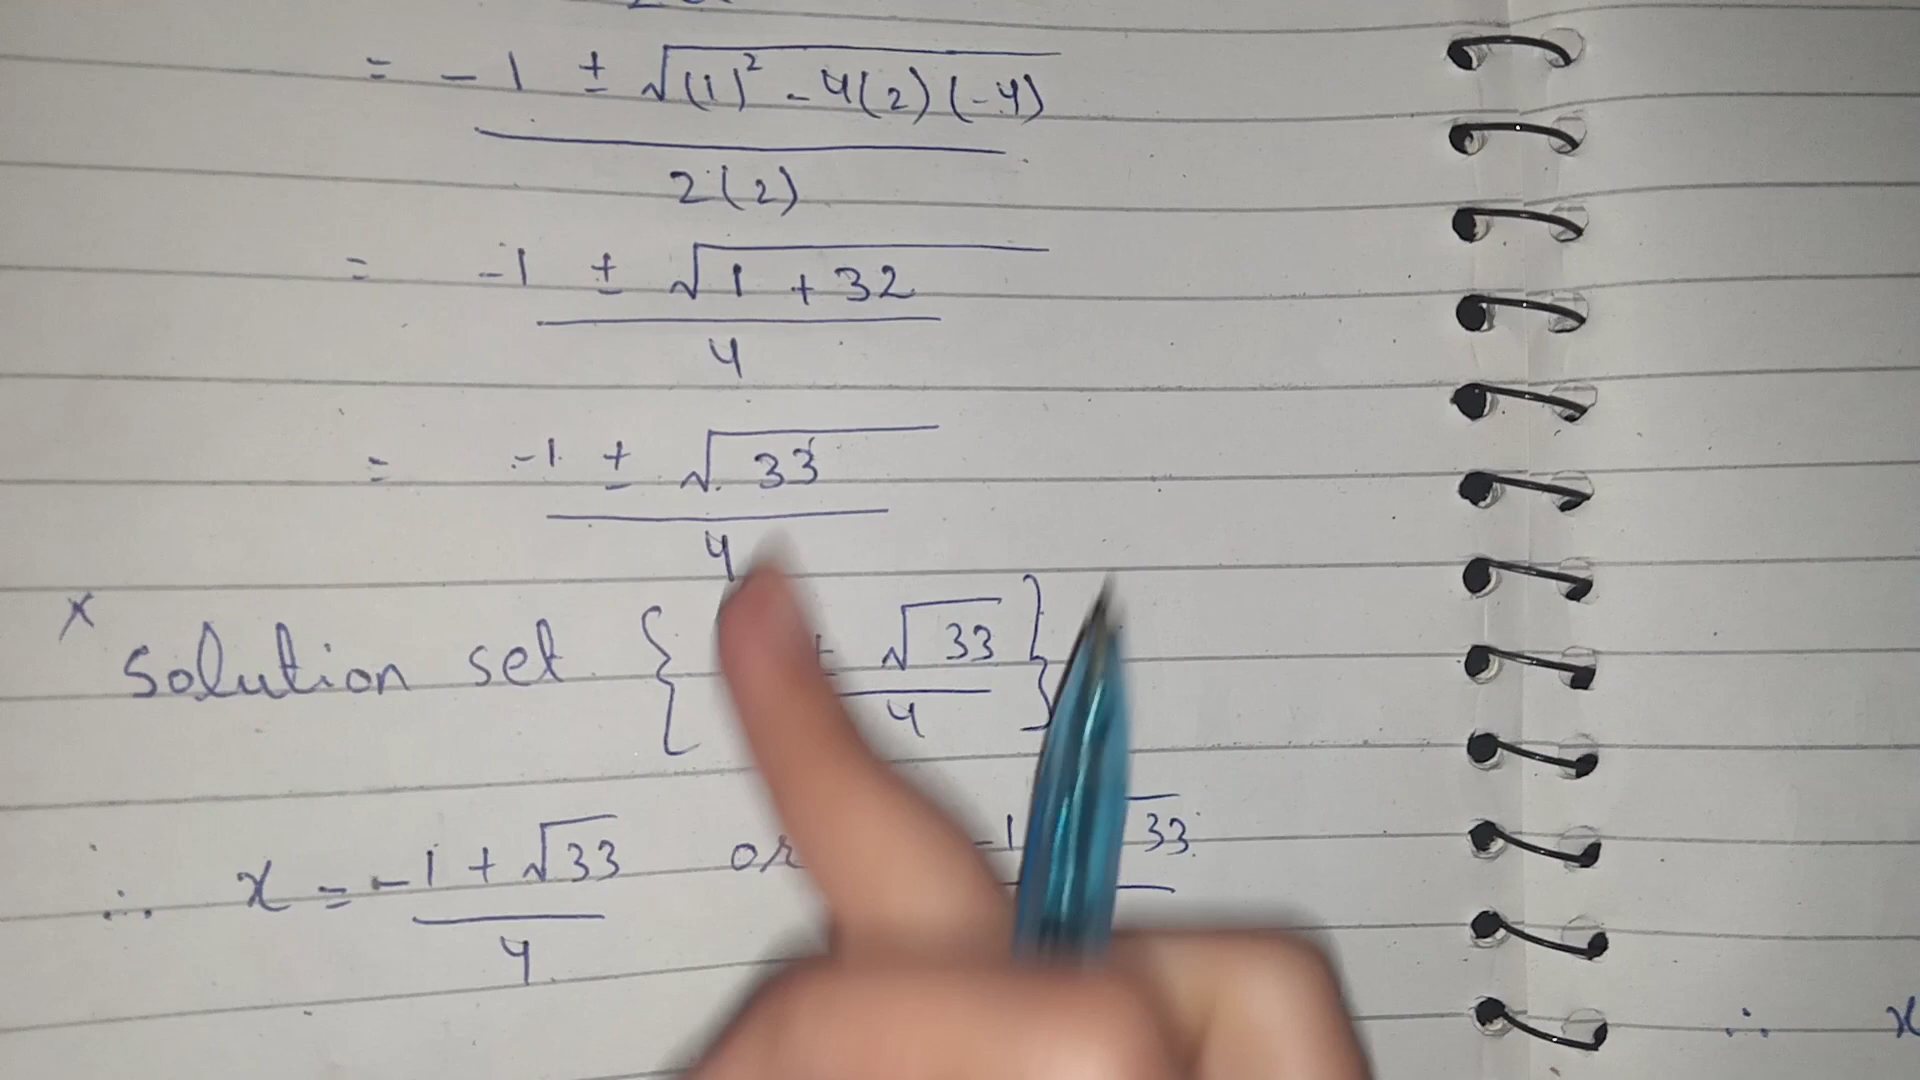 = -1 ± √(1)² - 4(2)(-4)
2(2)
= -1 ± √1 + 32
4
= -1 ± √33
4
x
Solution set { √33 }
4
∴ x = -1 + √33 or -1 33
4
∴ x